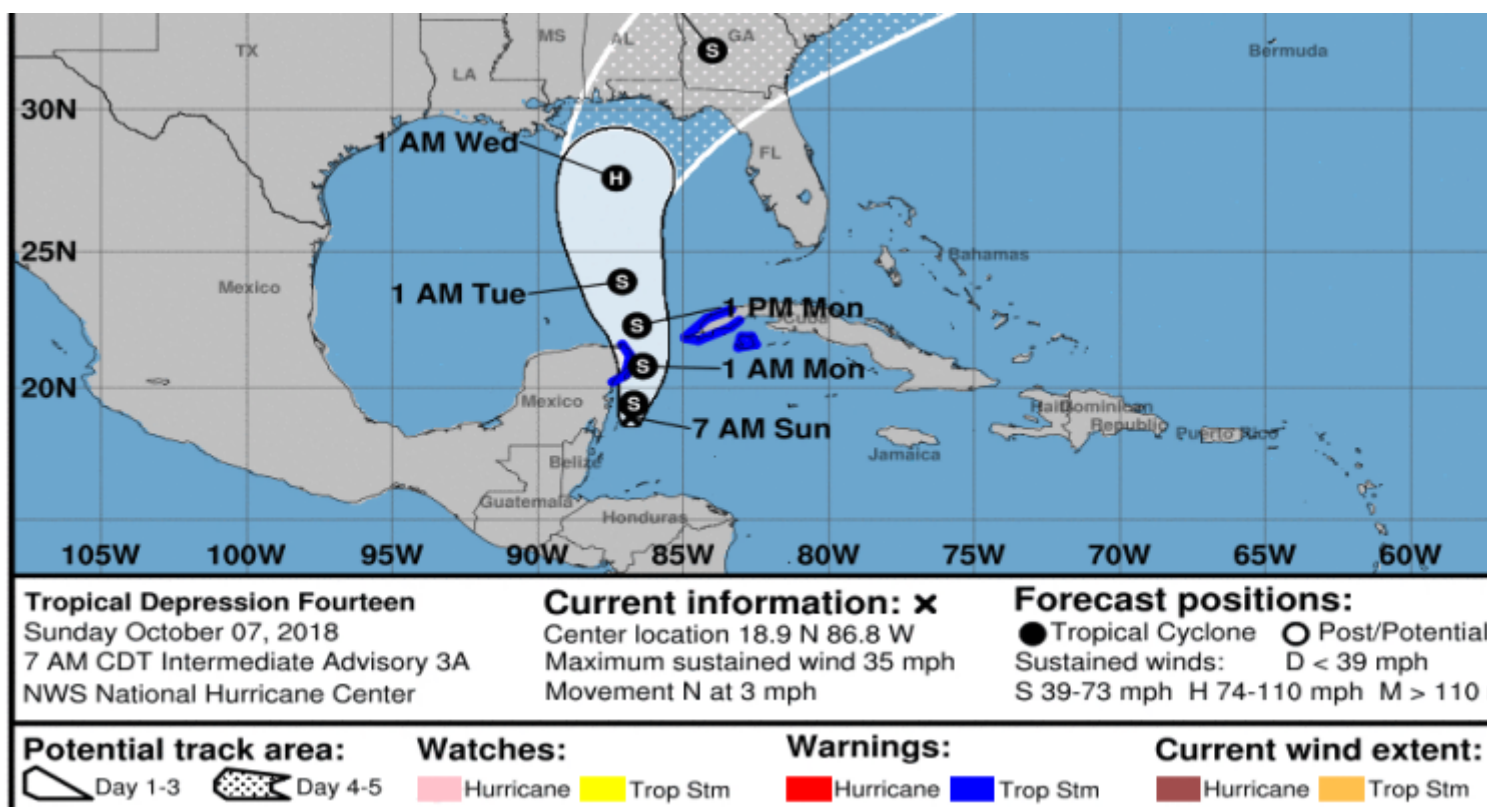 TX
MS
AL
GA
LA
Bermuda
30N
1 AM Wed
H
S
FL
25N
Bahamas
Mexico
1 AM Tue
S
1 PM Mon
S
Cuba
1 AM Mon
S
20N
Mexico
S
7 AM Sun
Haiti
Dominican
Republic
Puerto Rico
Jamaica
Belize
Guatemala
Honduras
105W 100W 95W 90W 85W 80W 75W 70W 65W 60W
Tropical Depression Fourteen
Sunday October 07, 2018
7 AM CDT Intermediate Advisory 3A
NWS National Hurricane Center
Current information: x
Center location 18.9 N 86.8 W
Maximum sustained wind 35 mph
Movement N at 3 mph
Forecast positions:
Tropical Cyclone Post/Potential
Sustained winds: D < 39 mph
S 39-73 mph H 74-110 mph M > 110
Potential track area:
Day 1-3 Day 4-5
Watches:
Hurricane Trop Stm
Warnings:
Hurricane Trop Stm
Current wind extent:
Hurricane Trop Stm